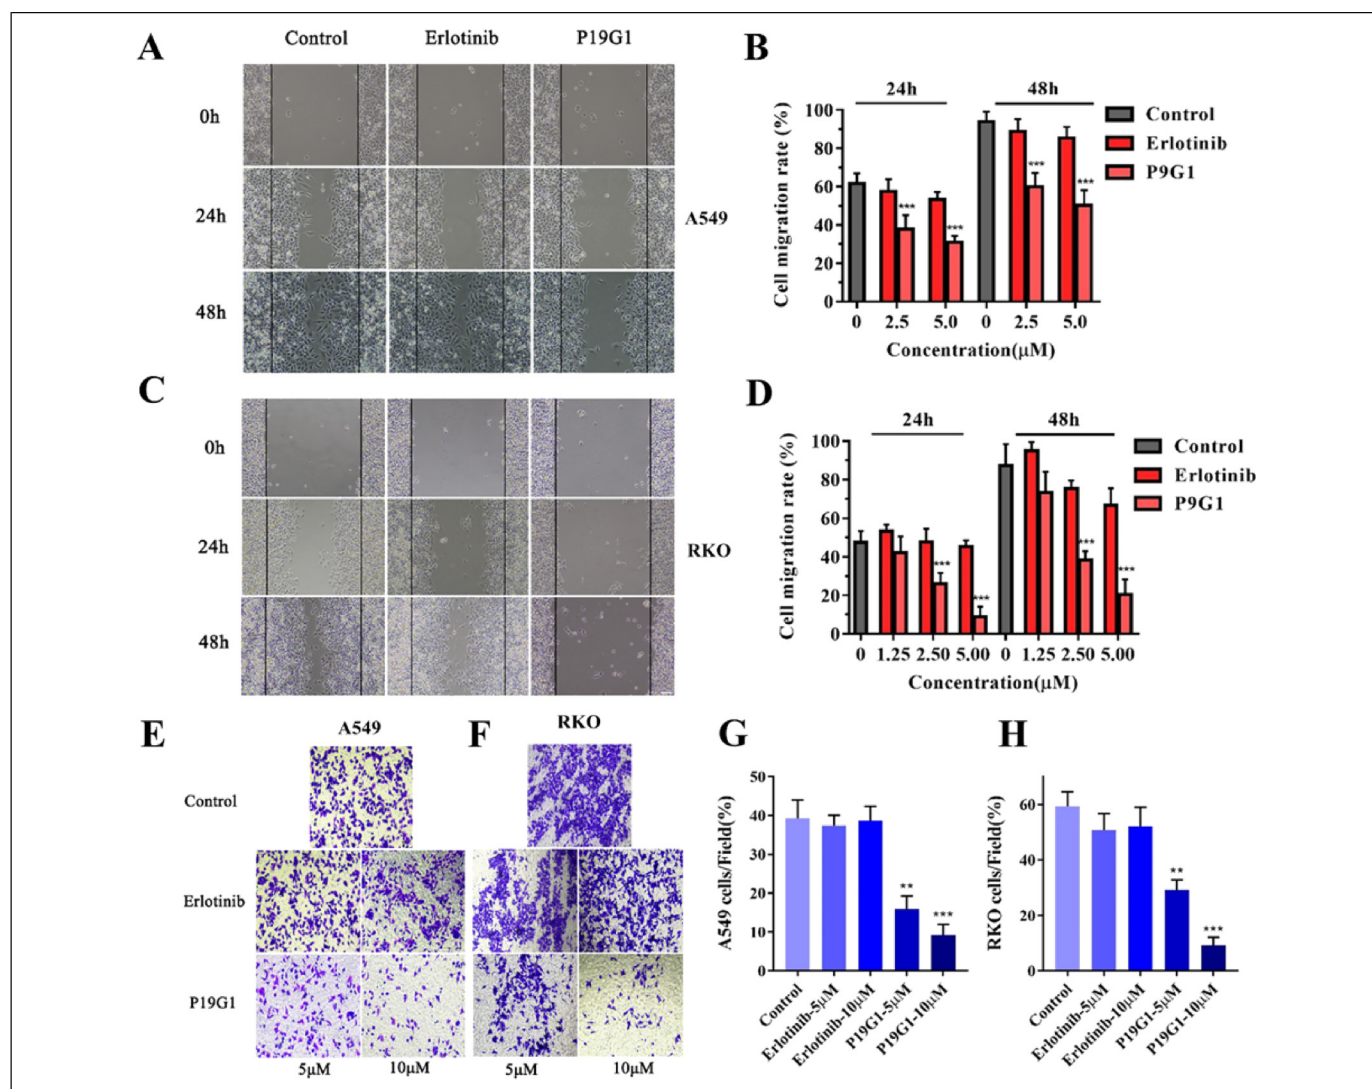 A
Control
Erlotinib
P19G1
0h
24h
48h
A549
B
24h
48h
Cell migration rate (%)
100
80
60
40
20
0
***
***
***
***
0
2.5
5.0
0
2.5
5.0
Concentration(μM)
Control
Erlotinib
P9G1
C
0h
24h
48h
RKO
D
24h
48h
Cell migration rate (%)
100
80
60
40
20
0
***
***
***
***
0
1.25
2.50
5.00
0
1.25
2.50
5.00
Concentration(μM)
Control
Erlotinib
P9G1
E
A549
F
RKO
Control
Erlotinib
P19G1
5μM
10μM
5μM
10μM
G
A549 cells/Field(%)
50
40
30
20
10
0
**
***
Control
Erlotinib-5μM
Erlotinib-10μM
P19G1-5μM
P19G1-10μM
H
RKO cells/Field(%)
60
40
20
0
**
***
Control
Erlotinib-5μM
Erlotinib-10μM
P19G1-5μM
P19G1-10μM